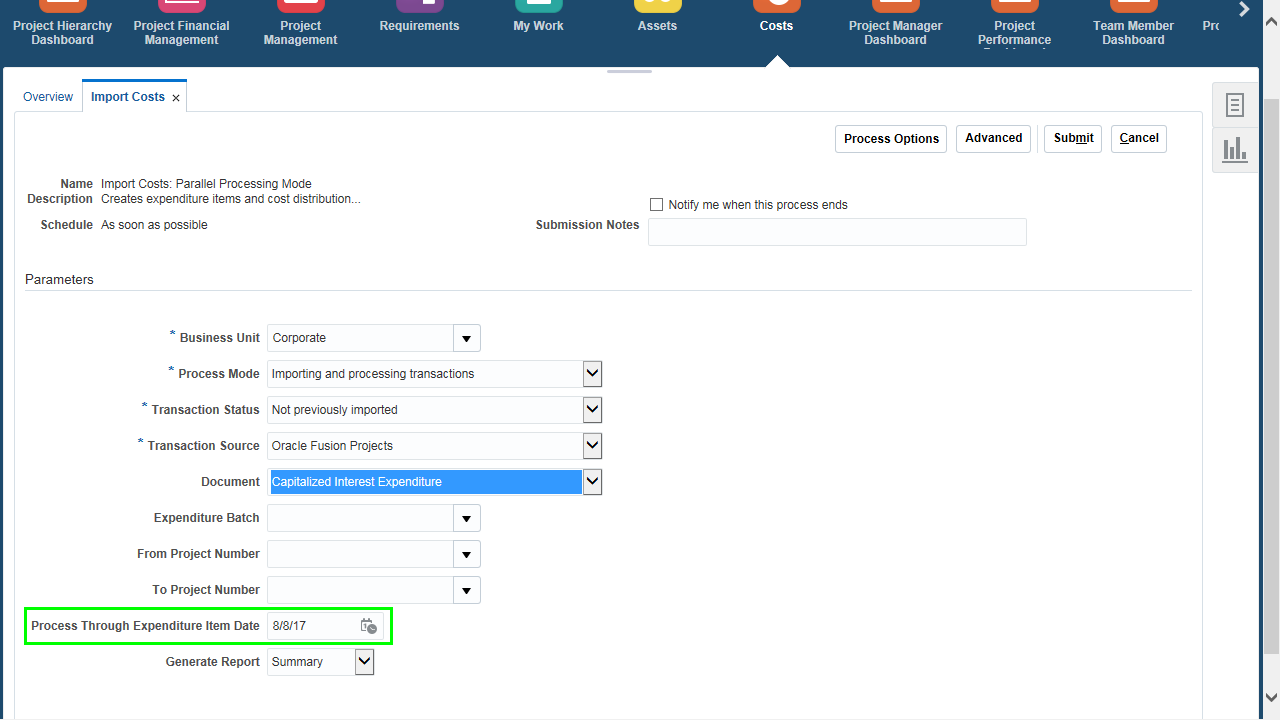 Project Hierarchy
Dashboard
Project Financial
Management
Project
Management
Requirements
My Work
Assets
Costs
Project Manager
Dashboard
Project
Performance
Team Member
Dashboard
Overview
Import Costs
Process Options
Advanced
Submit
Cancel
Name Import Costs: Parallel Processing Mode
Description Creates expenditure items and cost distribution...
Notify me when this process ends
Schedule As soon as possible
Submission Notes
Parameters
* Business Unit Corporate
* Process Mode Importing and processing transactions
* Transaction Status Not previously imported
* Transaction Source Oracle Fusion Projects
Document Capitalized Interest Expenditure
Expenditure Batch
From Project Number
To Project Number
Process Through Expenditure Item Date 8/8/17
Generate Report Summary